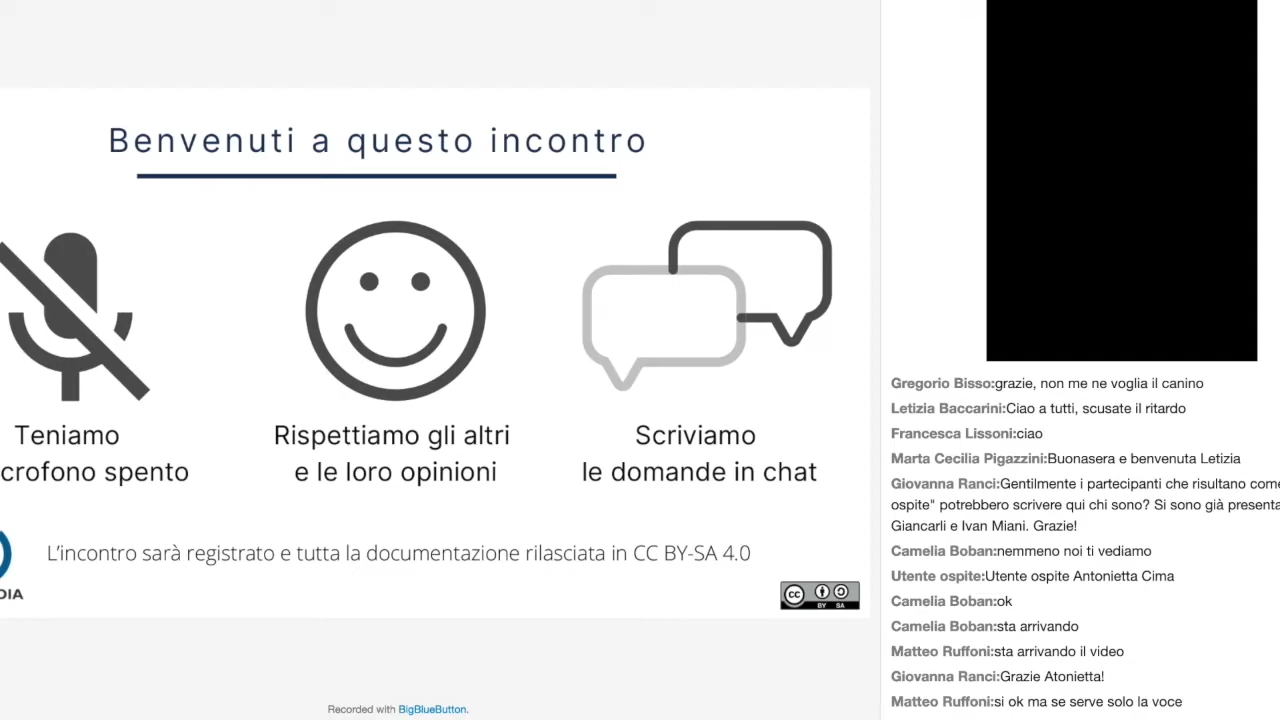 Benvenuti a questo incontro
Teniamo
crofono spento
Rispettiamo gli altri
e le loro opinioni
Scriviamo
le domande in chat
L'incontro sarà registrato e tutta la documentazione rilasciata in CC BY-SA 4.0
DIA
cc
BY SA
Recorded with BigBlueButton.
Gregorio Bisso:grazie, non me ne voglia il canino
Letizia Baccarini:Ciao a tutti, scusate il ritardo
Francesca Lissoni:ciao
Marta Cecilia Pigazzini:Buonasera e benvenuta Letizia
Giovanna Ranci:Gentilmente i partecipanti che risultano come
ospite" potrebbero scrivere qui chi sono? Si sono già presenta
Giancarli e Ivan Miani. Grazie!
Camelia Boban:nemmeno noi ti vediamo
Utente ospite:Utente ospite Antonietta Cima
Camelia Boban:ok
Camelia Boban:sta arrivando
Matteo Ruffoni:sta arrivando il video
Giovanna Ranci:Grazie Atonietta!
Matteo Ruffoni:si ok ma se serve solo la voce